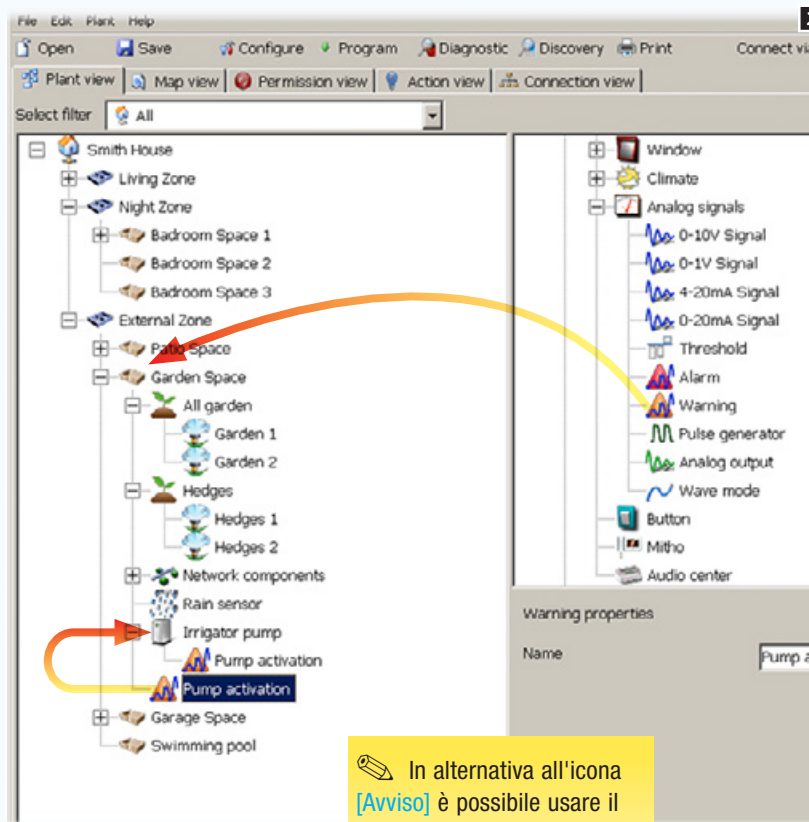 File Edit Plant Help
Open Save Configure Program Diagnostic Discovery Print Connect via
Plant view Map view Permission view Action view Connection view
Select filter All
Smith House
Living Zone
Night Zone
Badroom Space 1
Badroom Space 2
Badroom Space 3
External Zone
Patio Space
Garden Space
All garden
Garden 1
Garden 2
Hedges
Hedges 1
Hedges 2
Network components
Rain sensor
Irrigator pump
Pump activation
Pump activation
Garage Space
Swimming pool
Window
Climate
Analog signals
0-10V Signal
0-1V Signal
4-20mA Signal
0-20mA Signal
Threshold
Alarm
Warning
Pulse generator
Analog output
Wave mode
Button
Mitho
Audio center
Warning properties
Name Pump a
In alternativa all'icona
[Avviso] è possibile usare il